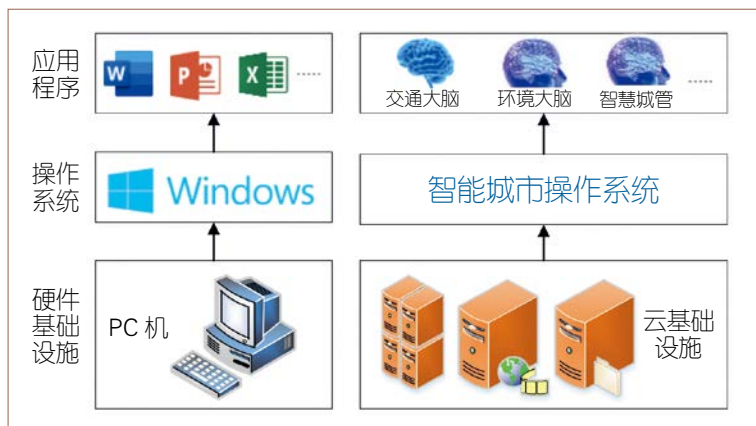 应用
程序
W P X ·····
交通大脑 环境大脑 智慧城管 ·····
操作
系统
Windows
智能城市操作系统
硬件
基础
设施
PC 机
云基础
设施